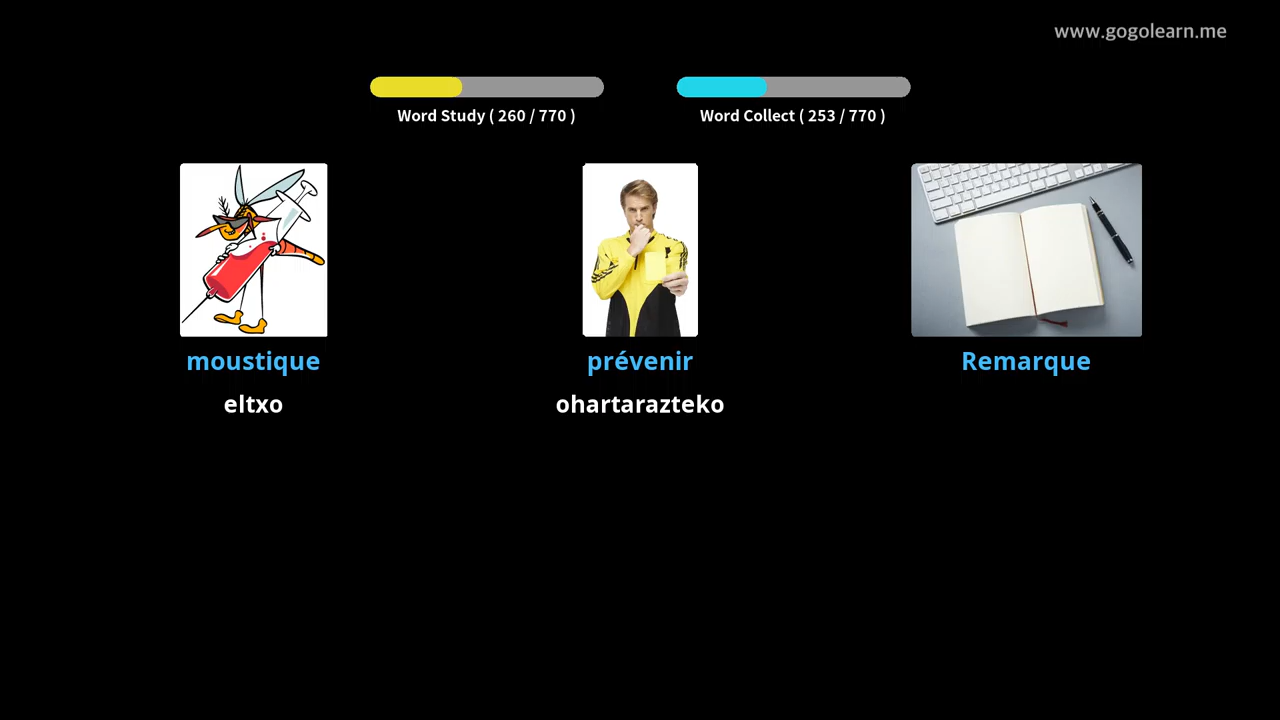 www.gogolearn.me
Word Study ( 260 / 770 )
Word Collect ( 253 / 770 )
moustique
prévenir
Remarque
eltxo
ohartarazteko